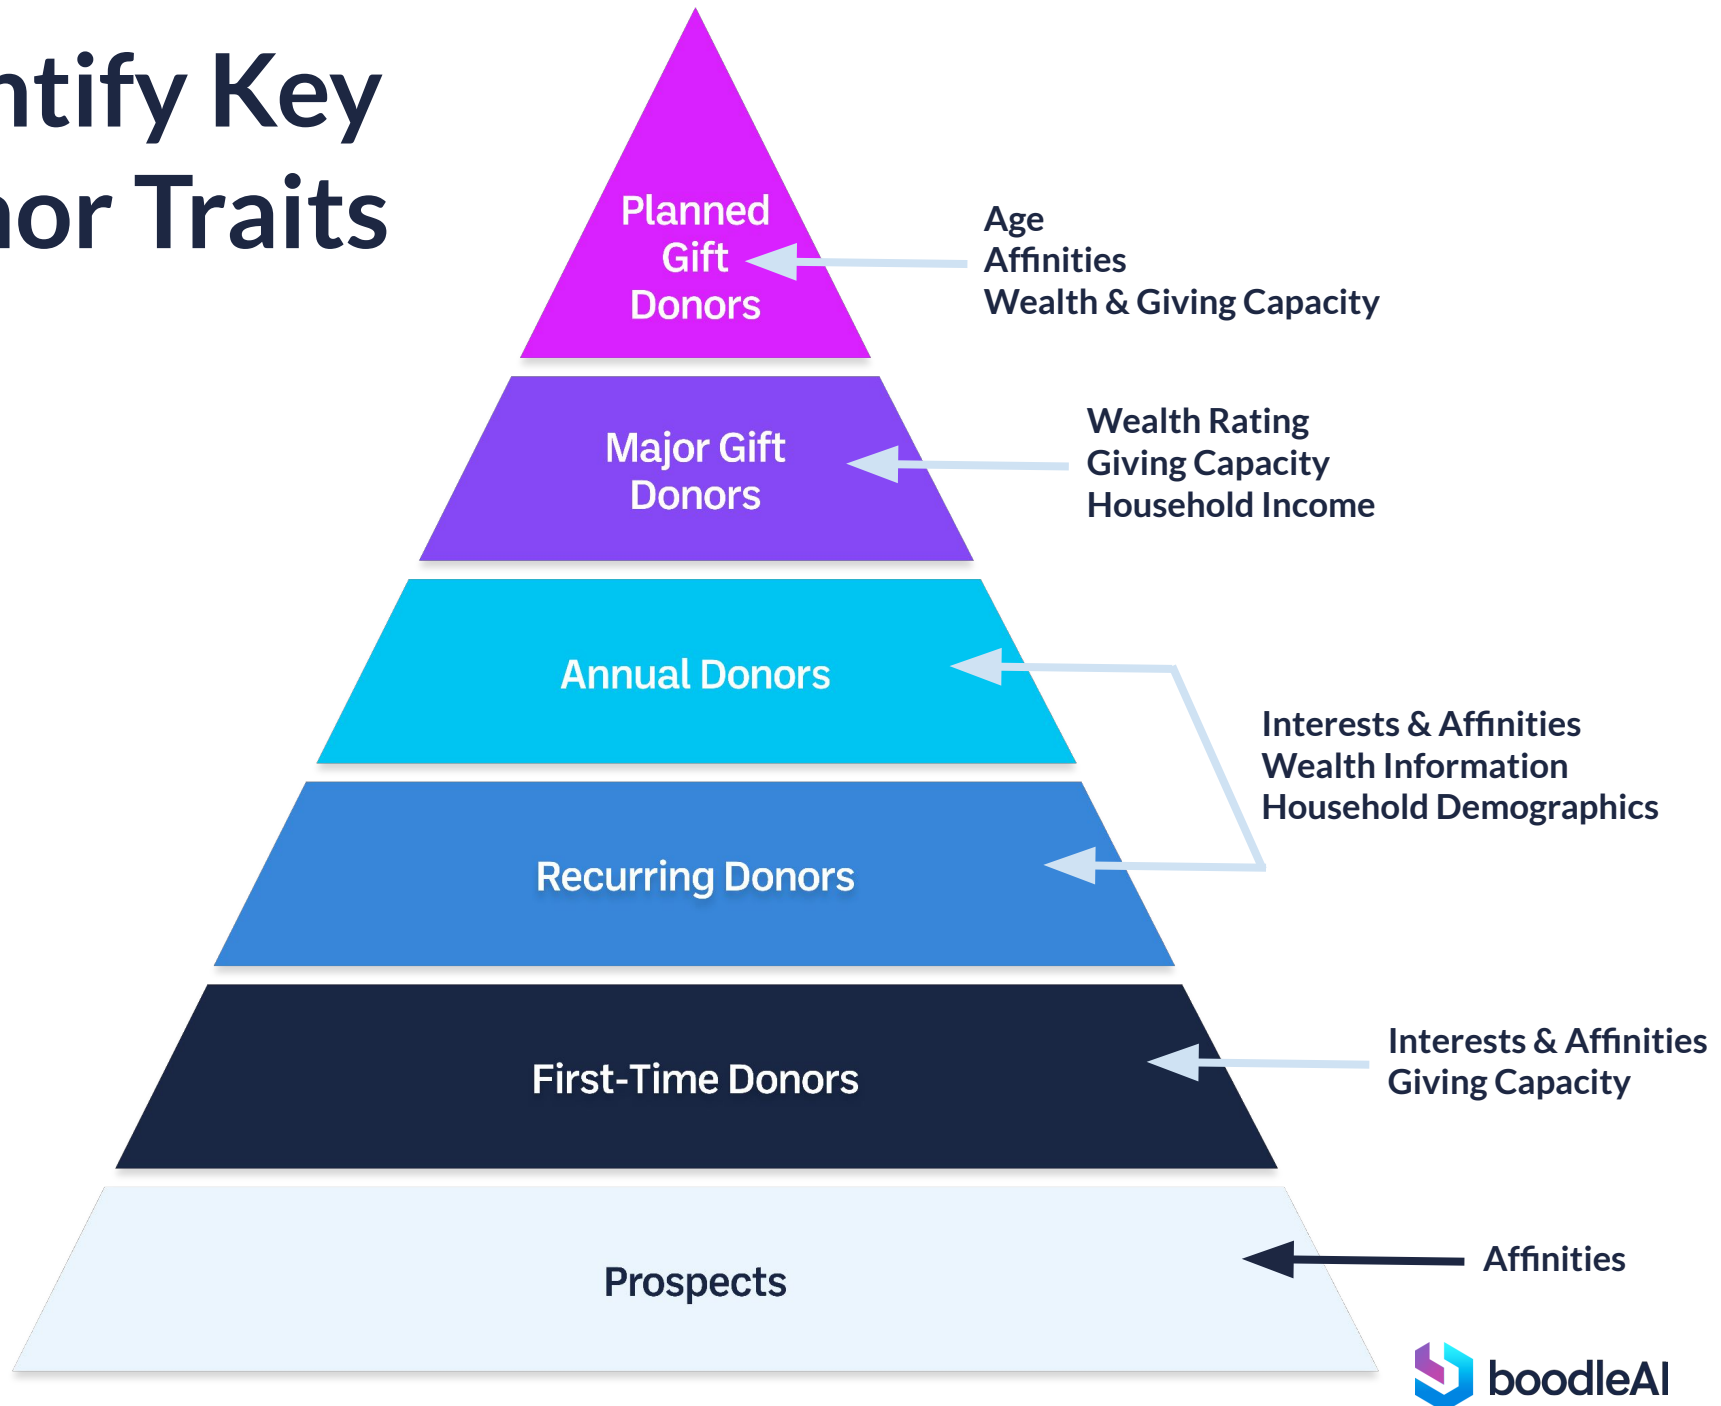 ntify Key
nor Traits
Planned
Gift
Donors
Age
Affinities
Wealth & Giving Capacity
Major Gift
Donors
Wealth Rating
Giving Capacity
Household Income
Annual Donors
Interests & Affinities
Wealth Information
Household Demographics
Recurring Donors
First-Time Donors
Interests & Affinities
Giving Capacity
Prospects
Affinities
boodleAI